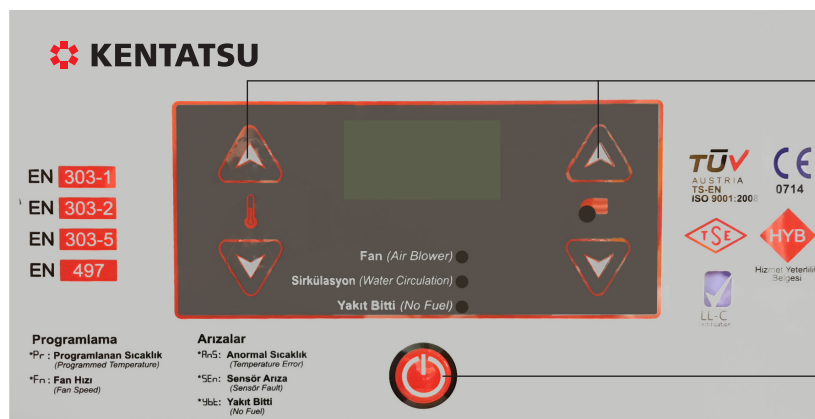 KENTATSU
EN 303-1
EN 303-2
EN 303-5
EN 497
Fan (Air Blower)
Sirkülasyon (Water Circulation)
Yakıt Bitti (No Fuel)
TÜV
AUSTRIA
TS-EN
ISO 9001:2008
CE
0714
TSE
HYB
Hizmet Yeterlilik
Belgesi
LL-C
Certification
Programlama
*Pr : Programlanan Sıcaklık
(Programmed Temperature)
*Fn : Fan Hızı
(Fan Speed)
Arızalar
*AnS: Anormal Sıcaklık
(Temperature Error)
*SEn: Sensör Arıza
(Sensör Fault)
*Ybt: Yakıt Bitti
(No Fuel)